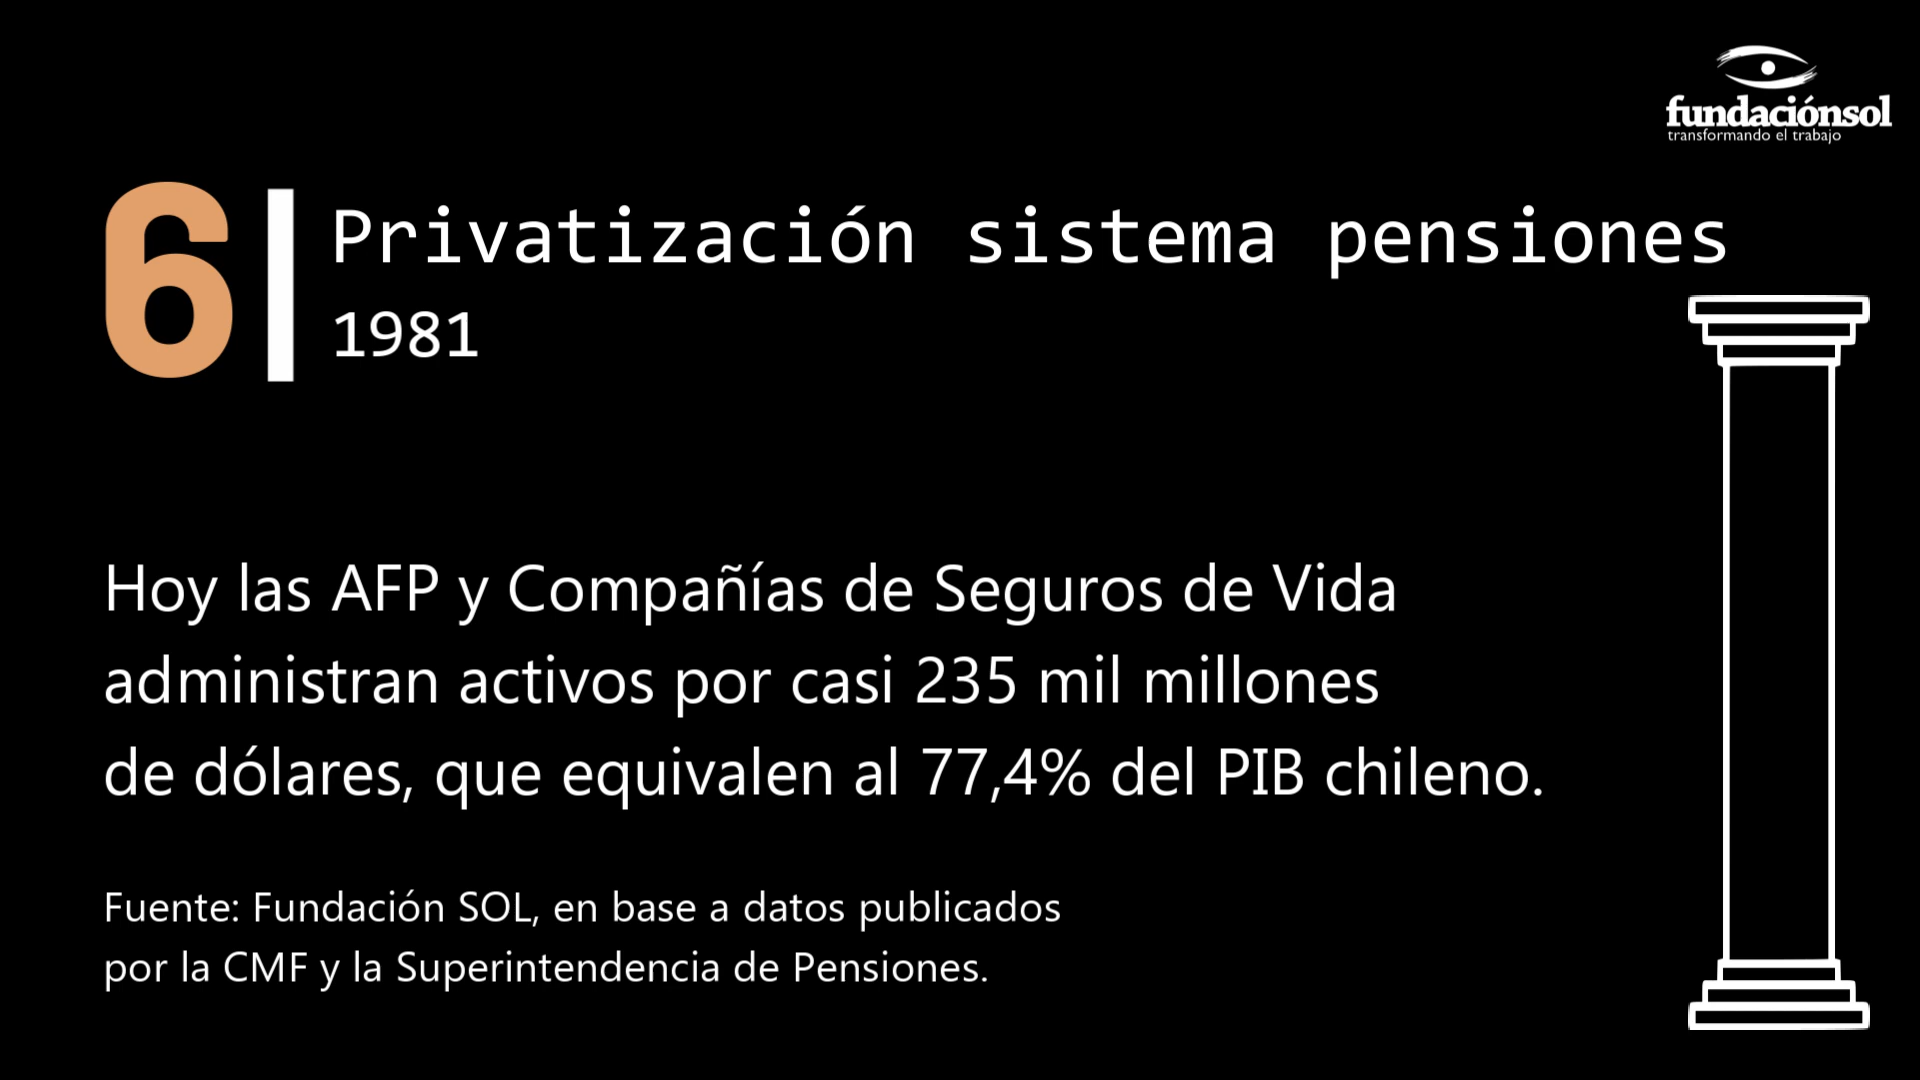 fundaciónsol
transformando el trabajo
6
Privatización sistema pensiones
1981
Hoy las AFP y Compañías de Seguros de Vida
administran activos por casi 235 mil millones
de dólares, que equivalen al 77,4% del PIB chileno.
Fuente: Fundación SOL, en base a datos publicados
por la CMF y la Superintendencia de Pensiones.